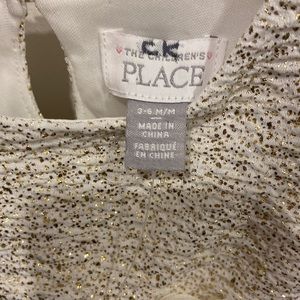 CK
THE CHILDREN'S
PLACE
3-6 M/M
MADE IN
CHINA
FABRIQUÉ
EN CHINE